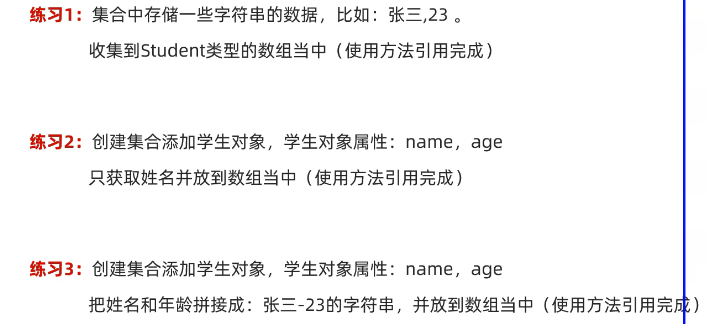 练习1：集合中存储一些字符串的数据，比如：张三,23 。
收集到Student类型的数组当中（使用方法引用完成）
练习2：创建集合添加学生对象，学生对象属性：name，age
只获取姓名并放到数组当中（使用方法引用完成）
练习3：创建集合添加学生对象，学生对象属性：name，age
把姓名和年龄拼接成：张三-23的字符串，并放到数组当中（使用方法引用完成）